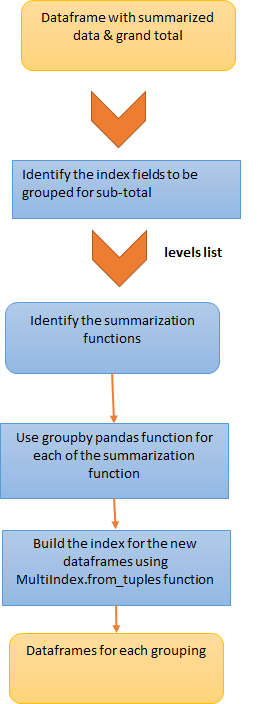 Dataframe with summarized
data & grand total
Identify the index fields to be
grouped for sub-total
levels list
Identify the summarization
functions
Use groupby pandas function for
each of the summarization
function
Build the index for the new
dataframes using
MultiIndex.from_tuples function
Dataframes for each grouping